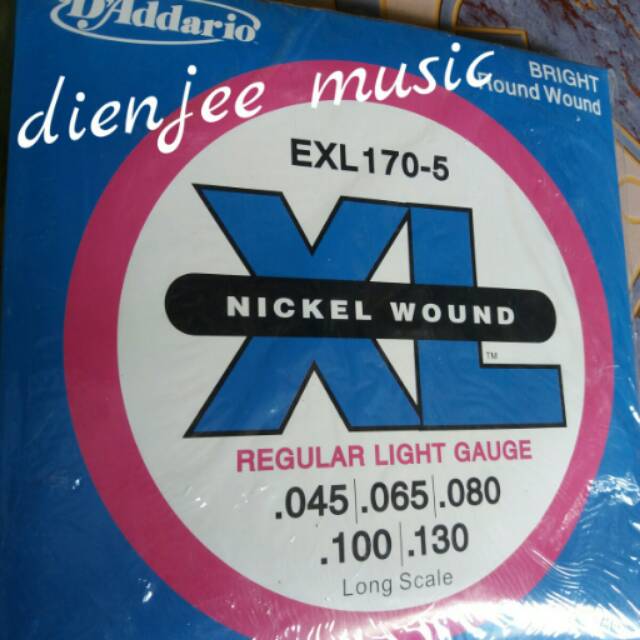 D'Addario
dienjee music
BRIGHT
Round Wound
EXL170-5
XL
NICKEL WOUND
TM
REGULAR LIGHT GAUGE
.045|.065|.080
.100|.130
Long Scale